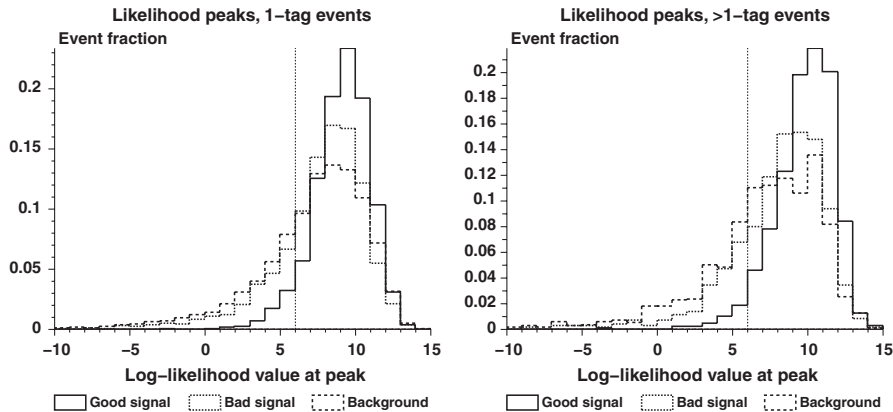 Likelihood peaks, 1−tag events
Event fraction
0.2
0.15
0.1
0.05
0
−10 −5 0 5 10 15
Log−likelihood value at peak
Good signal Bad signal Background
Likelihood peaks, >1−tag events
Event fraction
0.2
0.18
0.16
0.14
0.12
0.1
0.08
0.06
0.04
0.02
0
−10 −5 0 5 10 15
Log−likelihood value at peak
Good signal Bad signal Background